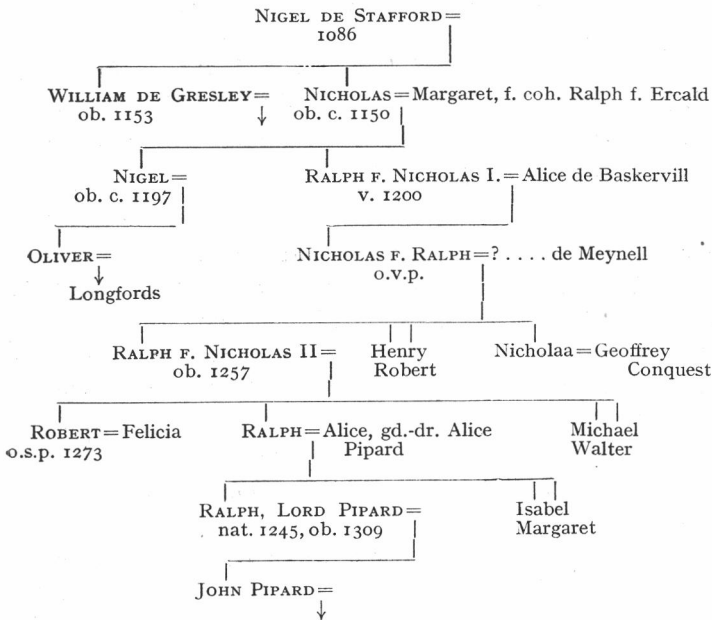 NIGEL DE STAFFORD=
1086
WILLIAM DE GRESLEY= NICHOLAS=Margaret, f. coh. Ralph f. Ercald
ob. 1153 ob. c. 1150
NIGEL= RALPH F. NICHOLAS I.=Alice de Baskervill
ob. c. 1197 v. 1200
OLIVER= NICHOLAS F. RALPH=? .... de Meynell
o.v.p.
Longfords
RALPH F. NICHOLAS II= Henry Nicholaa=Geoffrey
ob. 1257 Robert Conquest
ROBERT=Felicia RALPH=Alice, gd.-dr. Alice Michael
o.s.p. 1273 Pipard Walter
RALPH, LORD PIPARD= Isabel
nat. 1245, ob. 1309 Margaret
JOHN PIPARD=